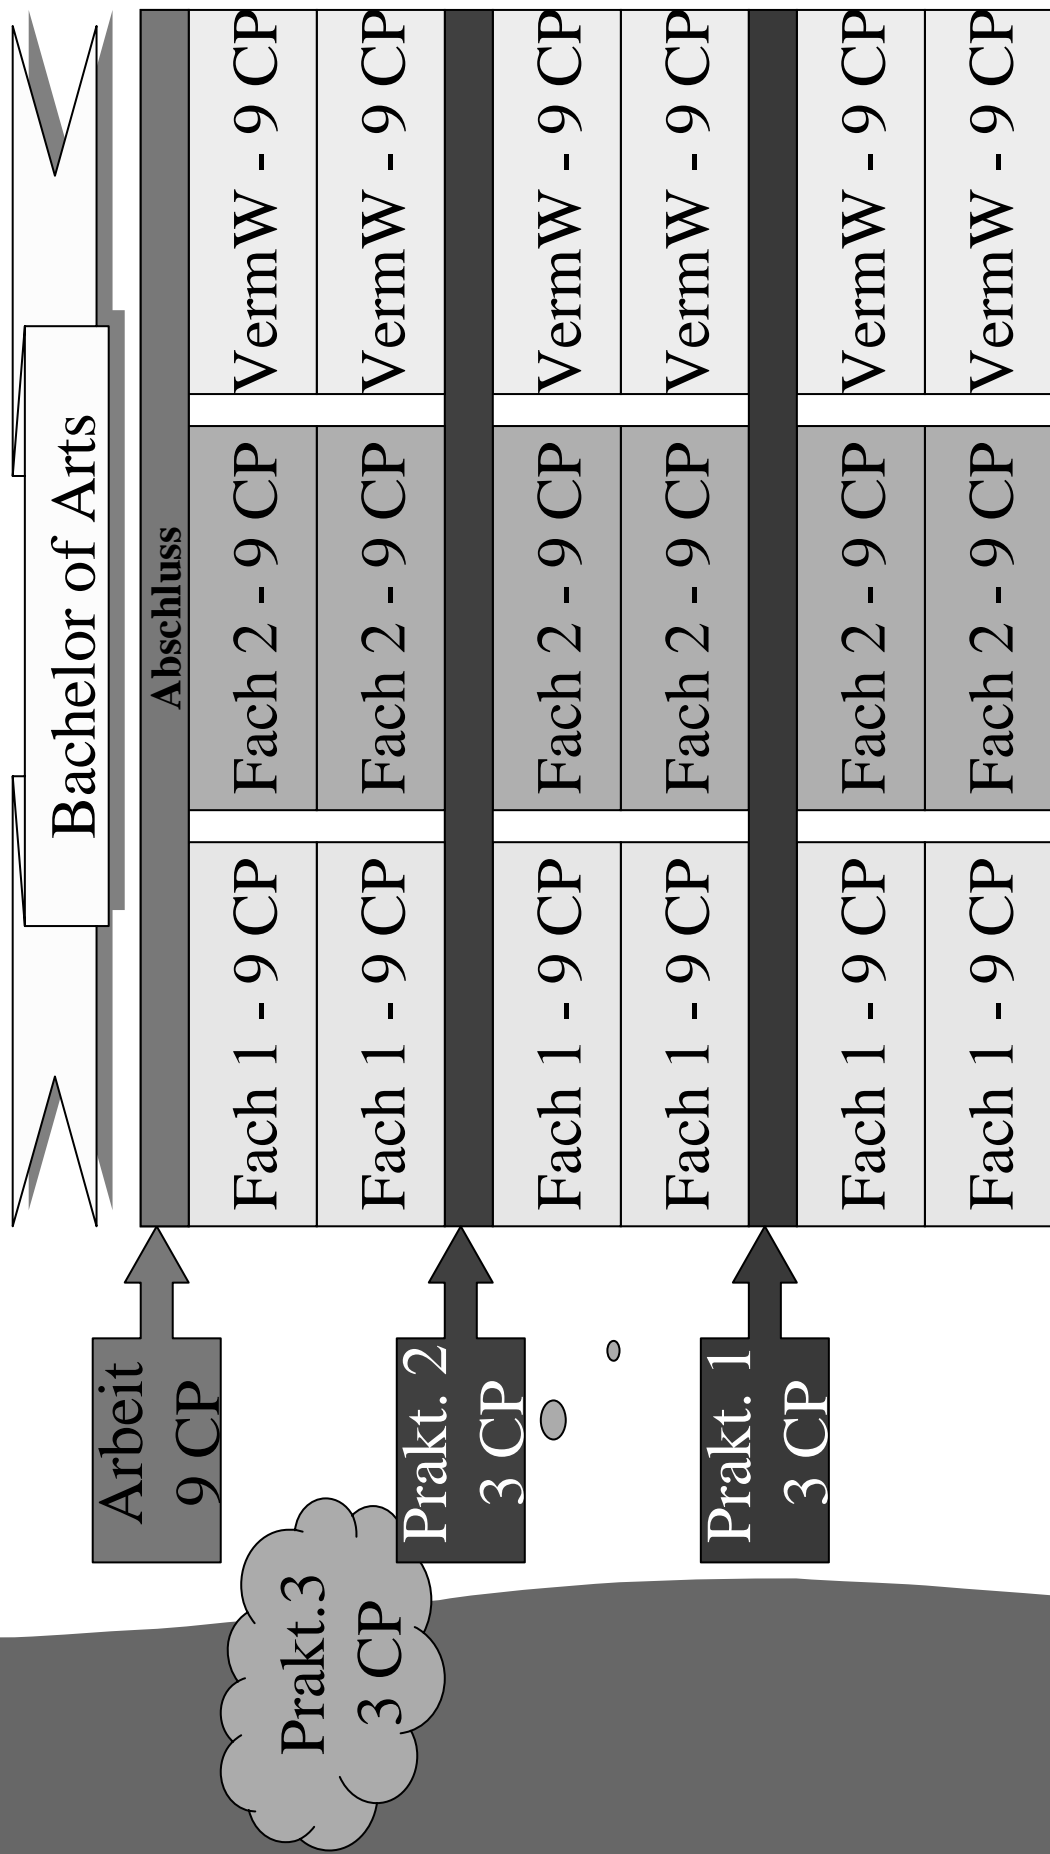 Bachelor of Arts
Arbeit
9 CP
Abschluss
Fach 1 - 9 CP
Fach 2 - 9 CP
VermW - 9 CP
Prakt.3
3 CP
Fach 1 - 9 CP
Fach 2 - 9 CP
VermW - 9 CP
Prakt. 2
3 CP
Fach 1 - 9 CP
Fach 2 - 9 CP
VermW - 9 CP
Fach 1 - 9 CP
Fach 2 - 9 CP
VermW - 9 CP
Prakt. 1
3 CP
Fach 1 - 9 CP
Fach 2 - 9 CP
VermW - 9 CP
Fach 1 - 9 CP
Fach 2 - 9 CP
VermW - 9 CP